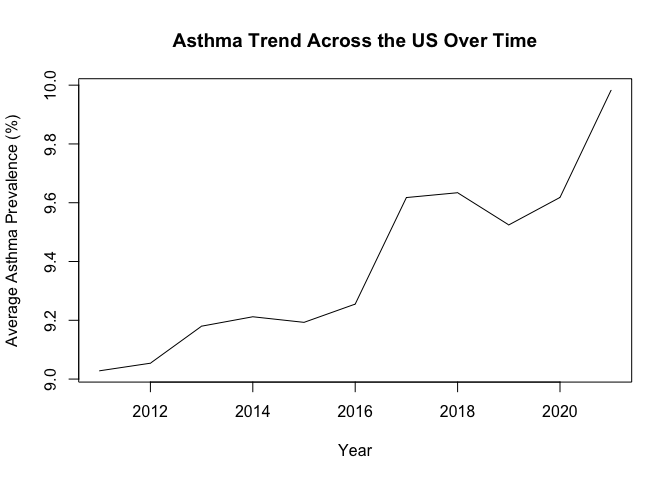 Asthma Trend Across the US Over Time
Average Asthma Prevalence (%)
10.0
9.8
9.6
9.4
9.2
9.0
2012 2014 2016 2018 2020
Year